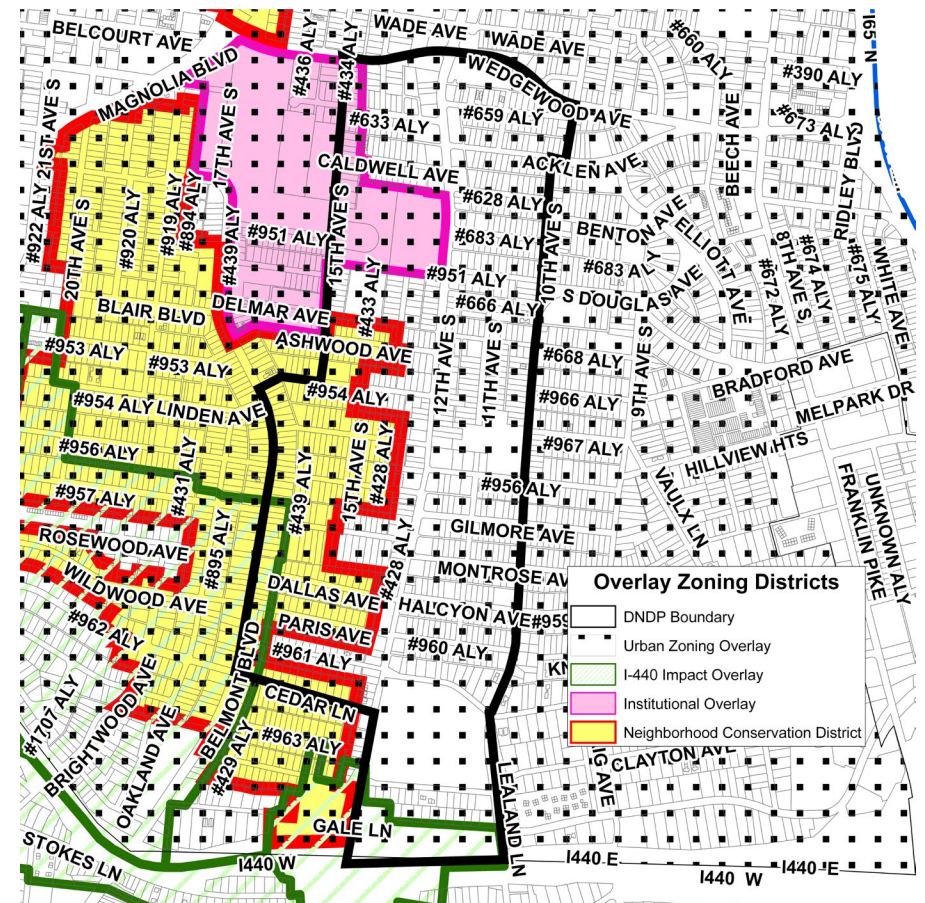 BELCOURT AVE
WADE AVE
WADE AVE
#436 ALY
#434 ALY
#660 ALY
I65 N
#390 ALY
MAGNOLIA BLVD
WEDGEWOOD AVE
#659 ALY
#633 ALY
#673 ALY
BEECH AVE
RIDLEY BLVD
21ST AVE S
#922 ALY
17TH AVE S
CALDWELL AVE
ACKLEN AVE
#628 ALY
#920 ALY
#919 ALY
#894 ALY
#439 ALY
#951 ALY
15TH AVE S
#683 ALY
10TH AVE S
BENTON AVE
ELLIOTT AVE
8TH AVE S
#674 ALY
#675 ALY
WHITE AVE
20TH AVE S
#433 ALY
#951 ALY
#683 ALY
#672 ALY
BLAIR BLVD
DELMAR AVE
#666 ALY
S DOUGLAS AVE
#953 ALY
ASHWOOD AVE
12TH AVE S
11TH AVE S
#668 ALY
9TH AVE S
BRADFORD AVE
#953 ALY
#954 ALY
#954 ALY
LINDEN AVE
#966 ALY
MELPARK DR
#956 ALY
#431 ALY
15TH AVE S
#428 ALY
#967 ALY
HILLVIEW HTS
#957 ALY
#439 ALY
#956 ALY
VAULX LN
FRANKLIN PIKE
UNKNOWN ALY
ROSEWOOD AVE
#895 ALY
GILMORE AVE
WILDWOOD AVE
DALLAS AVE
#428 ALY
MONTROSE AV
Overlay Zoning Districts
#962 ALY
PARIS AVE
HALCYON AVE
#959
DNDP Boundary
#961 ALY
#960 ALY
Urban Zoning Overlay
BELMONT BLVD
KN
I-440 Impact Overlay
#1707 ALY
BRIGHTWOOD AVE
OAKLAND AVE
CEDAR LN
Institutional Overlay
#429 ALY
#963 ALY
Neighborhood Conservation District
IG AVE
CLAYTON AVE
LEALAND LN
GALE LN
STOKES LN
I440 W
I440 E
I440 E
I440 W